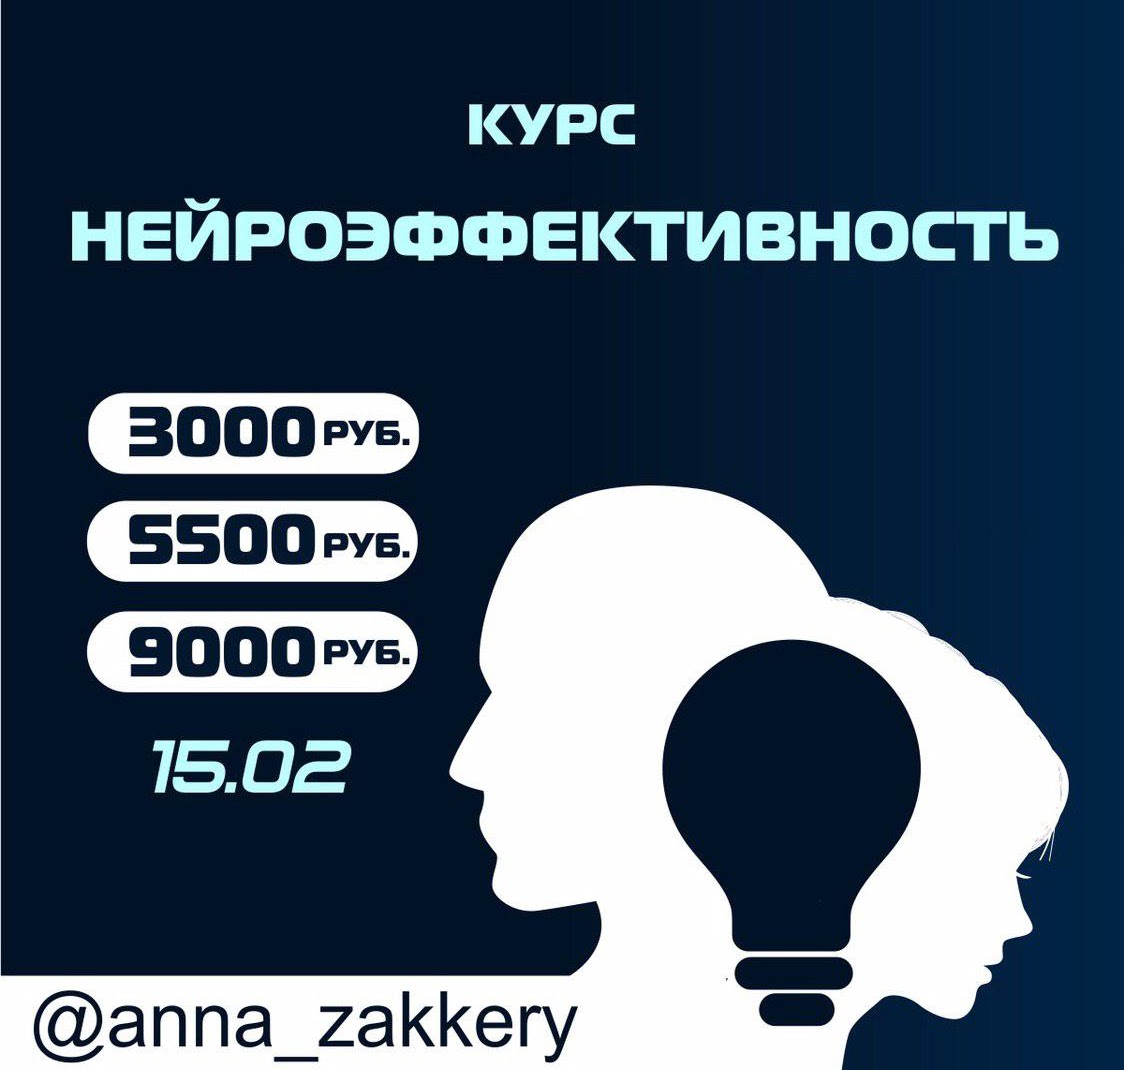 КУРС
НЕЙРОЭФФЕКТИВНОСТЬ
3000 РУБ.
5500 РУБ.
9000 РУБ.
15.02
@anna_zakkery